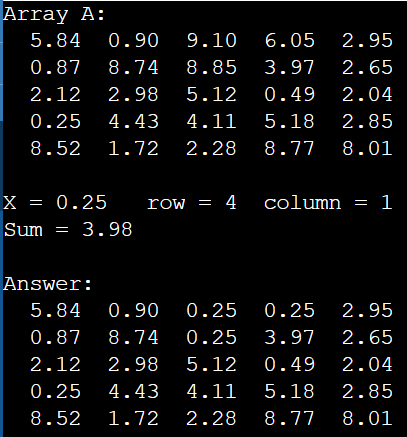 Array A:
5.84 0.90 9.10 6.05 2.95
0.87 8.74 8.85 3.97 2.65
2.12 2.98 5.12 0.49 2.04
0.25 4.43 4.11 5.18 2.85
8.52 1.72 2.28 8.77 8.01
X = 0.25 row = 4 column = 1
Sum = 3.98
Answer:
5.84 0.90 0.25 0.25 2.95
0.87 8.74 0.25 3.97 2.65
2.12 2.98 5.12 0.49 2.04
0.25 4.43 4.11 5.18 2.85
8.52 1.72 2.28 8.77 8.01